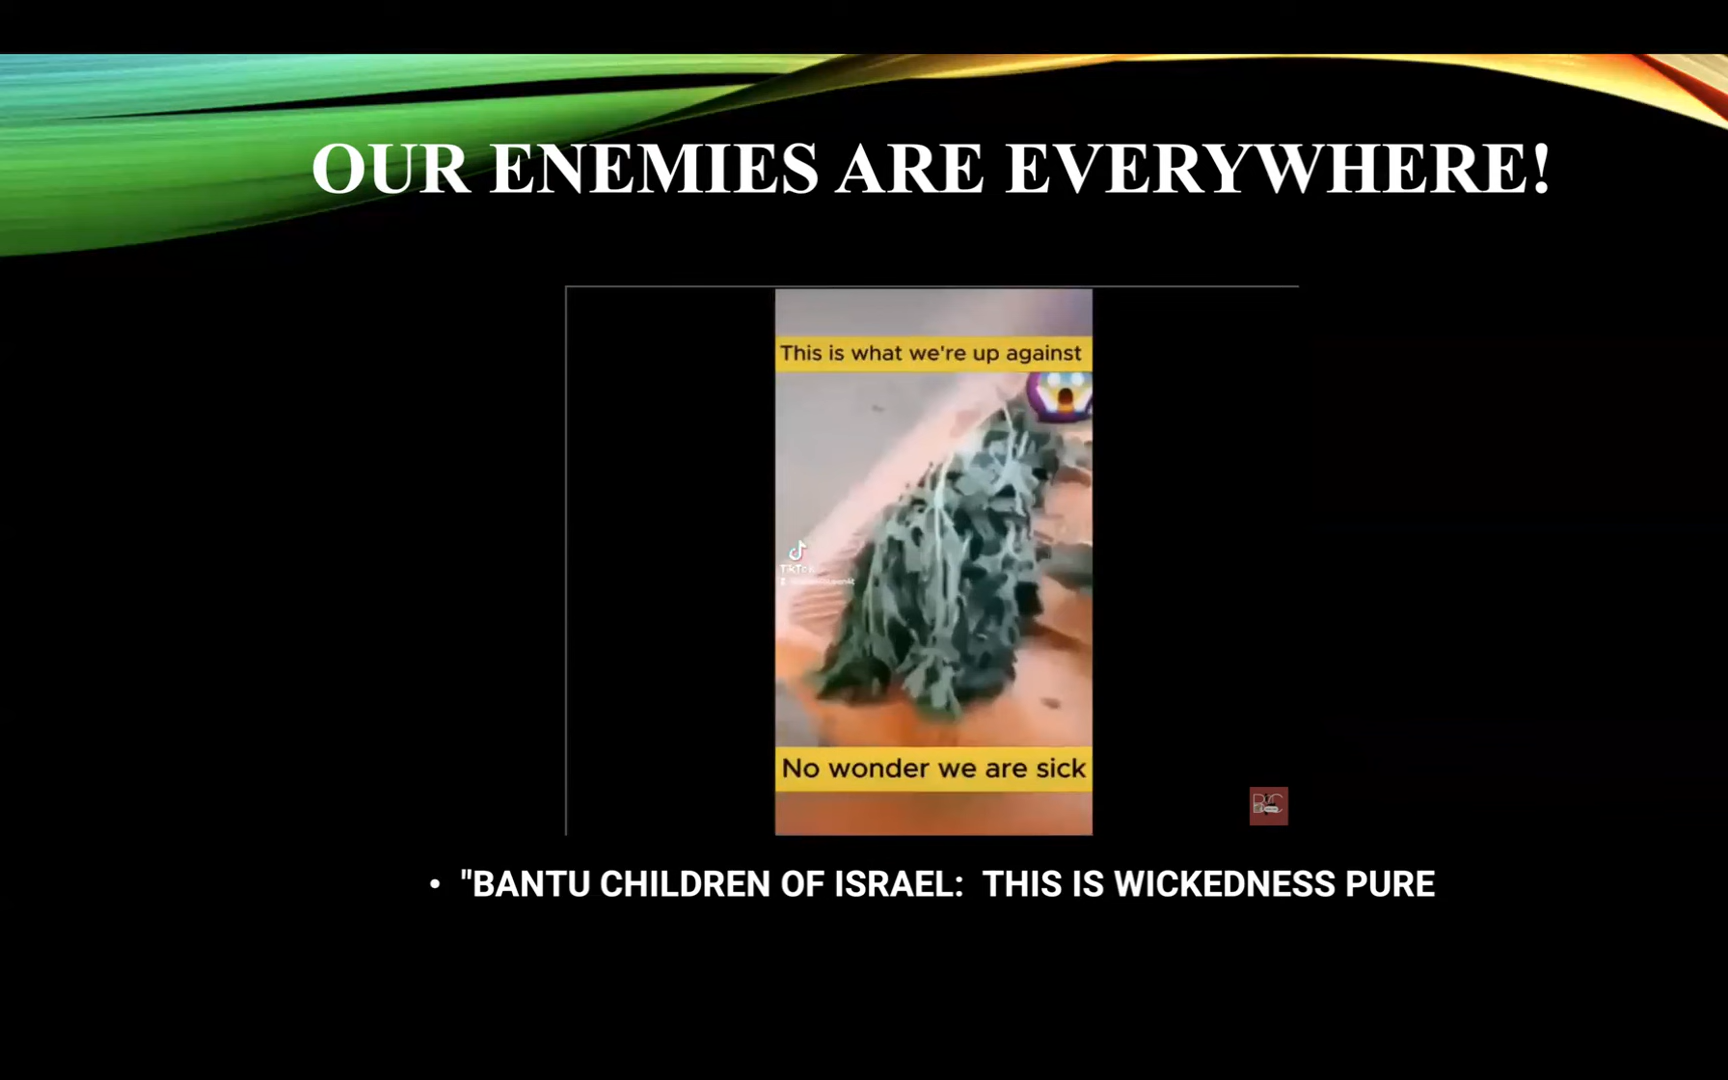 OUR ENEMIES ARE EVERYWHERE!
This is what we're up against
TikTok
No wonder we are sick
• "BANTU CHILDREN OF ISRAEL: THIS IS WICKEDNESS PURE